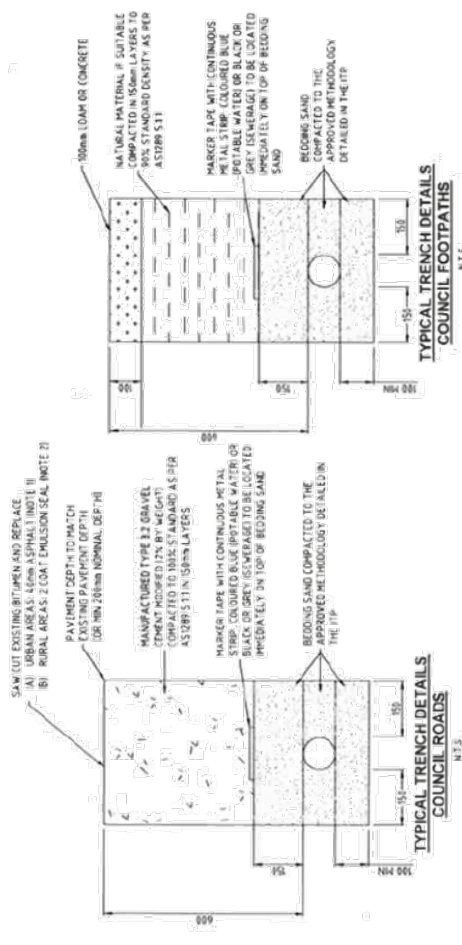 SAW CUT EXISTING BITUMEN AND REPLACE
(A) URBAN AREAS: 40mm ASPHALT (NOTE 1)
(B) RURAL AREAS: 2 COAT EMULSION SEAL (NOTE 2)
PAVEMENT DEPTH TO MATCH
EXISTING PAVEMENT DEPTH
(OR MIN 200mm NOMINAL DEPTH)
MANUFACTURED TYPE 3.2 GRAVEL
CEMENT MODIFIED (2% BY WEIGHT)
COMPACTED TO 100% STANDARD AS PER
AS1289 5.1.1 IN 150mm LAYERS
MARKER TAPE WITH CONTINUOUS METAL
STRIP, COLOURED BLUE (POTABLE WATER) OR
BLACK OR GREY (SEWERAGE) TO BE LOCATED
IMMEDIATELY ON TOP OF BEDDING SAND
BEDDING SAND COMPACTED TO THE
APPROVED METHODOLOGY DETAILED IN
THE ITP
600
150
100 MIN
150
150
TYPICAL TRENCH DETAILS
COUNCIL ROADS
N.T.S.
100mm LOAM OR CONCRETE
NATURAL MATERIAL IF SUITABLE
COMPACTED IN 150mm LAYERS TO
90% STANDARD DENSITY AS PER
AS1289 5.1.1
MARKER TAPE WITH CONTINUOUS
METAL STRIP, COLOURED BLUE
(POTABLE WATER) OR BLACK OR
GREY (SEWERAGE) TO BE LOCATED
IMMEDIATELY ON TOP OF BEDDING
SAND
BEDDING SAND
COMPACTED TO THE
APPROVED METHODOLOGY
DETAILED IN THE ITP
100
600
150
100 MIN
150
150
TYPICAL TRENCH DETAILS
COUNCIL FOOTPATHS
N.T.S.